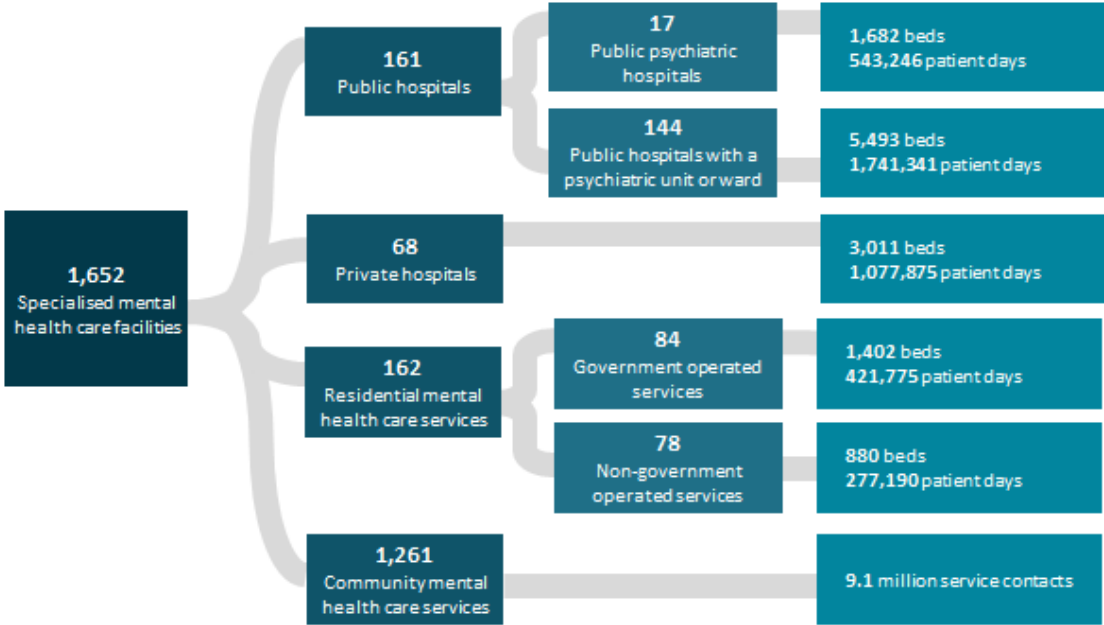 1,652
Specialised mental
health care facilities
161
Public hospitals
17
Public psychiatric
hospitals
1,682 beds
543,246 patient days
144
Public hospitals with a
psychiatric unit or ward
5,493 beds
1,741,341 patient days
68
Private hospitals
3,011 beds
1,077,875 patient days
162
Residential mental
health care services
84
Government operated
services
1,402 beds
421,775 patient days
78
Non-government
operated services
880 beds
277,190 patient days
1,261
Community mental
health care services
9.1 million service contacts